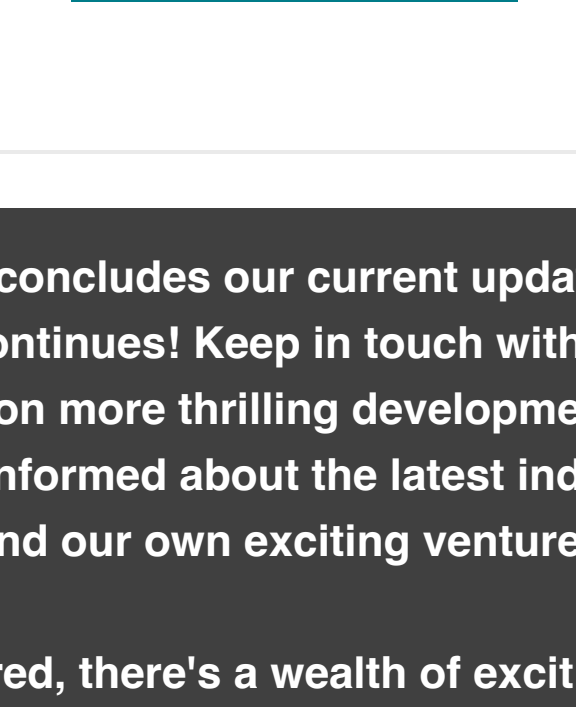 concludes our current upda
ontinues! Keep in touch with
on more thrilling developme
nformed about the latest ind
nd our own exciting venture
red, there's a wealth of excit